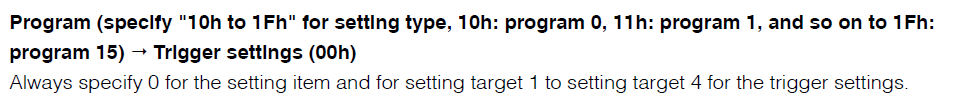 Program (specify "10h to 1Fh" for setting type, 10h: program 0, 11h: program 1, and so on to 1Fh:
program 15) → Trigger settings (00h)
Always specify 0 for the setting item and for setting target 1 to setting target 4 for the trigger settings.